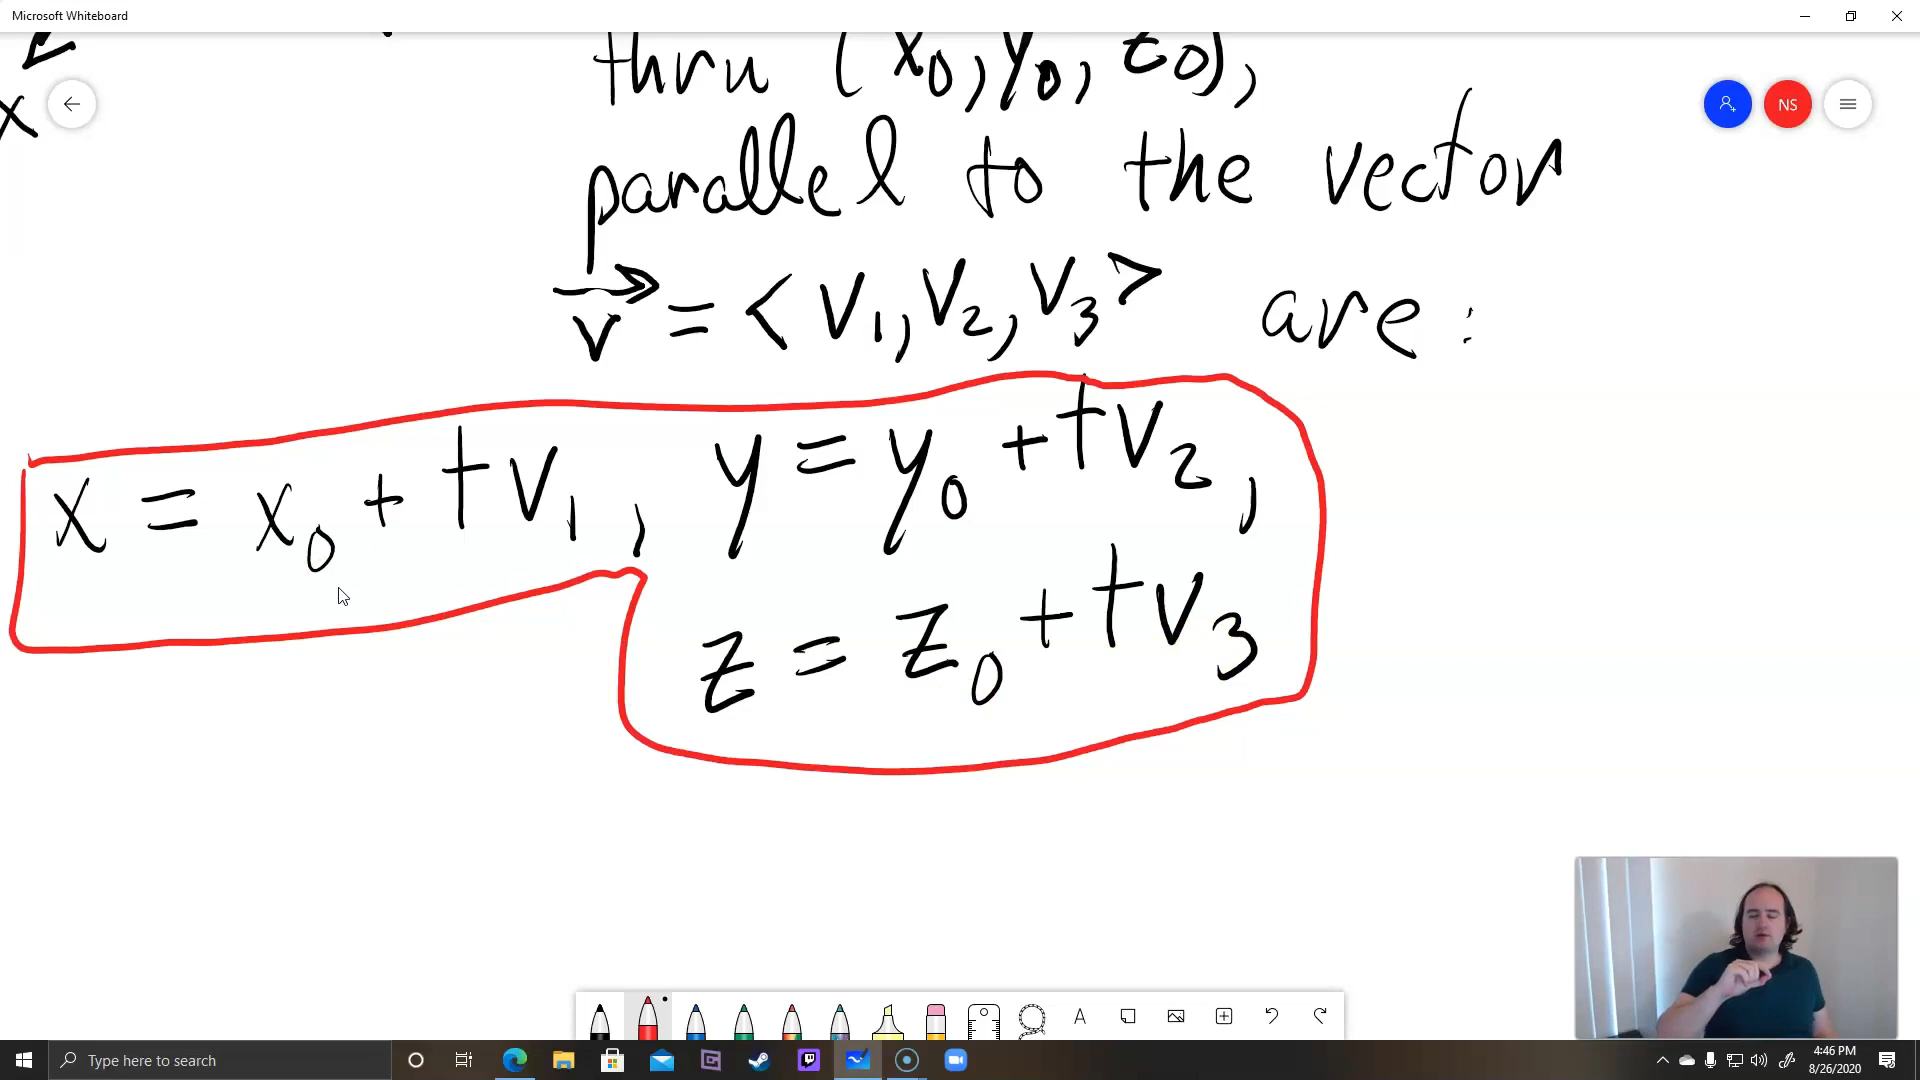 Microsoft Whiteboard
z
x
thru (x₀, y₀, z₀),
parallel to the vector
v⃗ = <v₁, v₂, v₃> are:
x = x₀ + tv₁, y = y₀ + tv₂,
z = z₀ + tv₃
NS
A
Type here to search
4:46 PM
8/26/2020